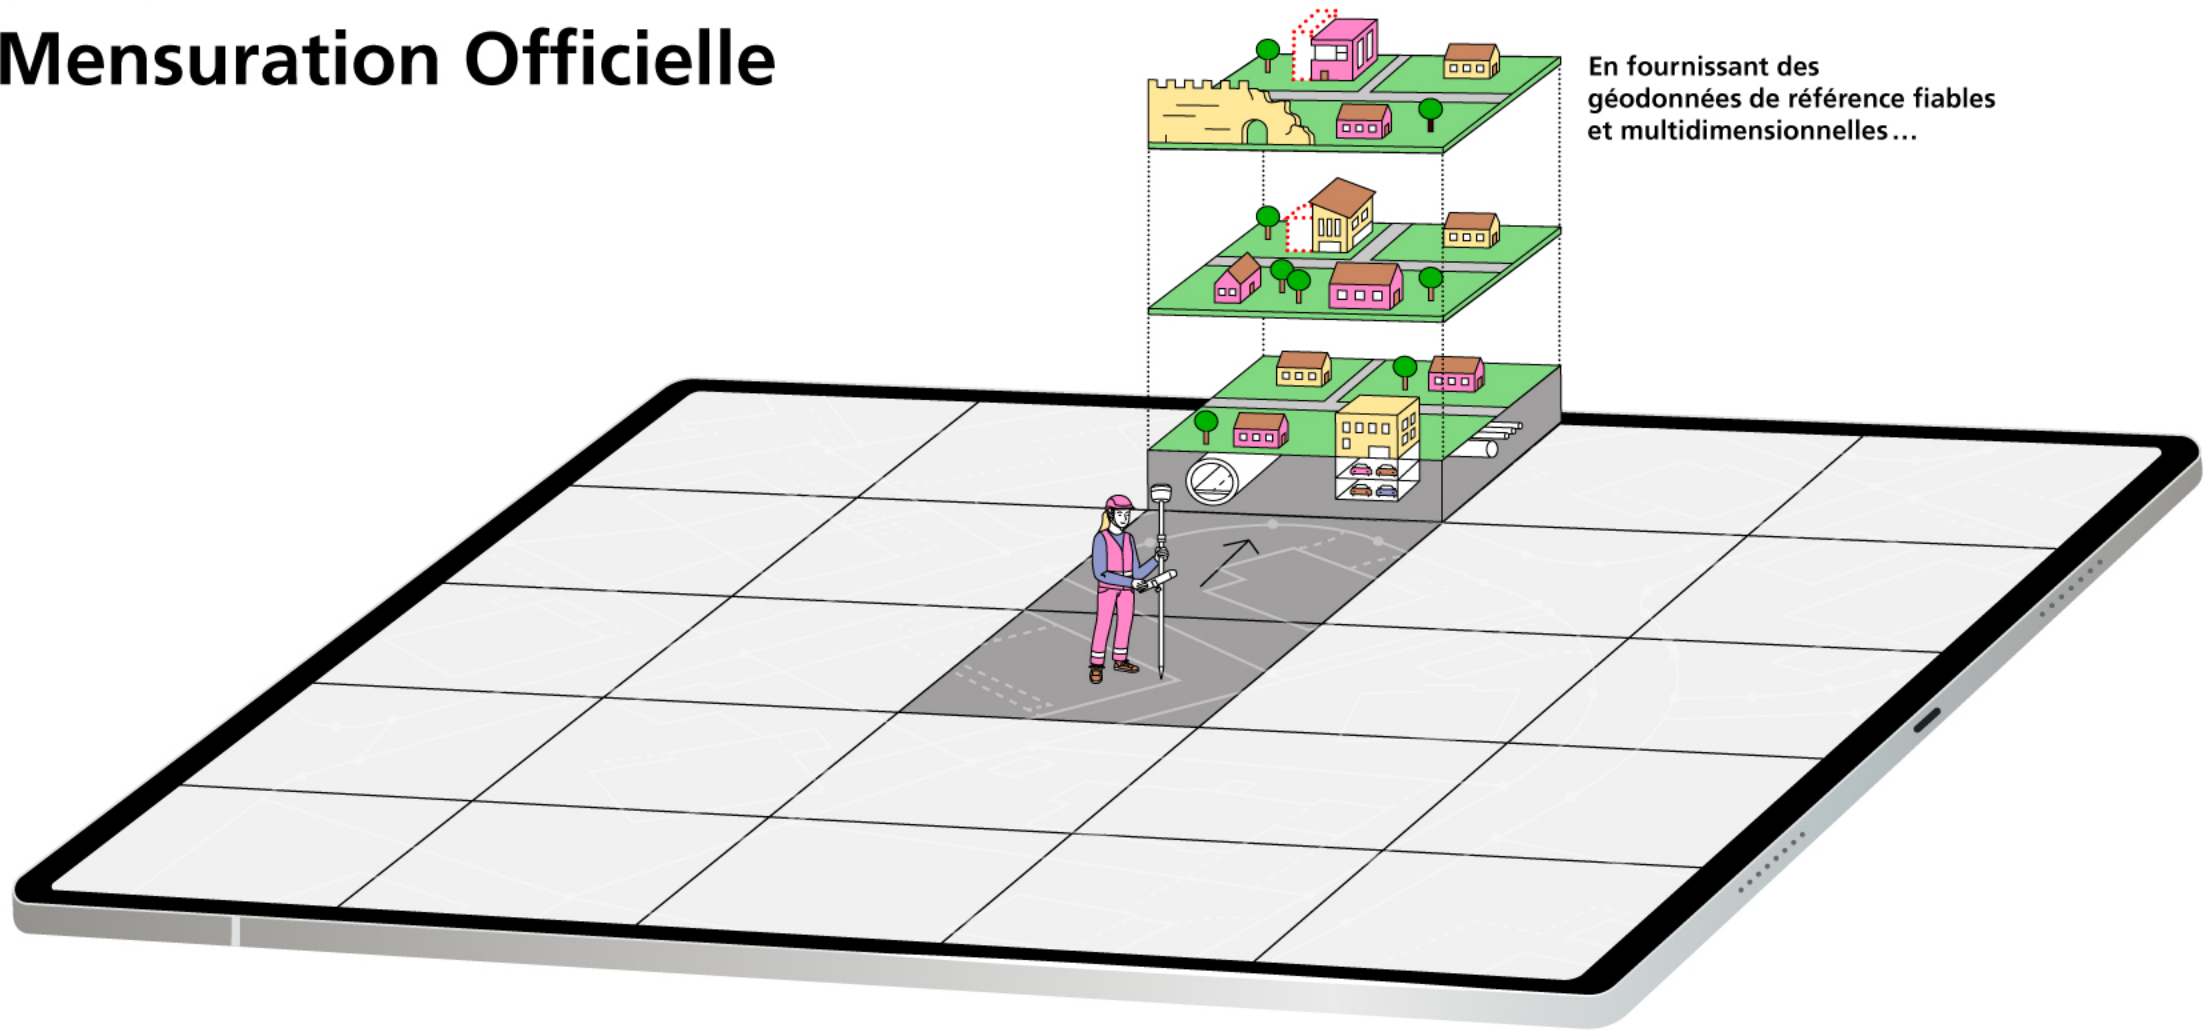 Mensuration Officielle
En fournissant des
géodonnées de référence fiables
et multidimensionnelles...